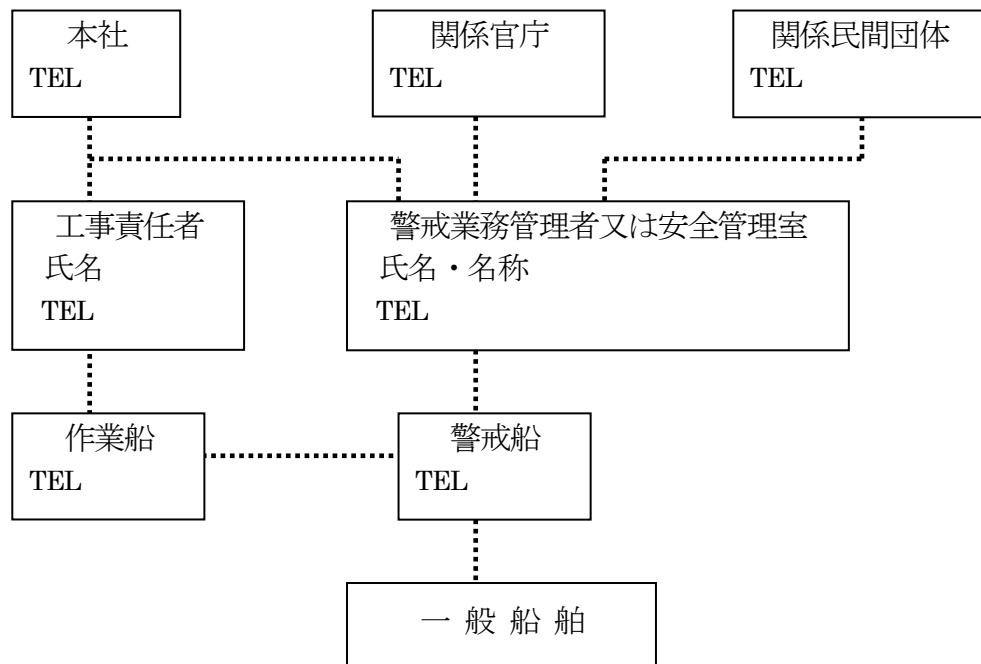 本社
TEL
関係官庁
TEL
関係民間団体
TEL
工事責任者
氏名
TEL
警戒業務管理者又は安全管理室
氏名・名称
TEL
作業船
TEL
警戒船
TEL
一 般 船 舶